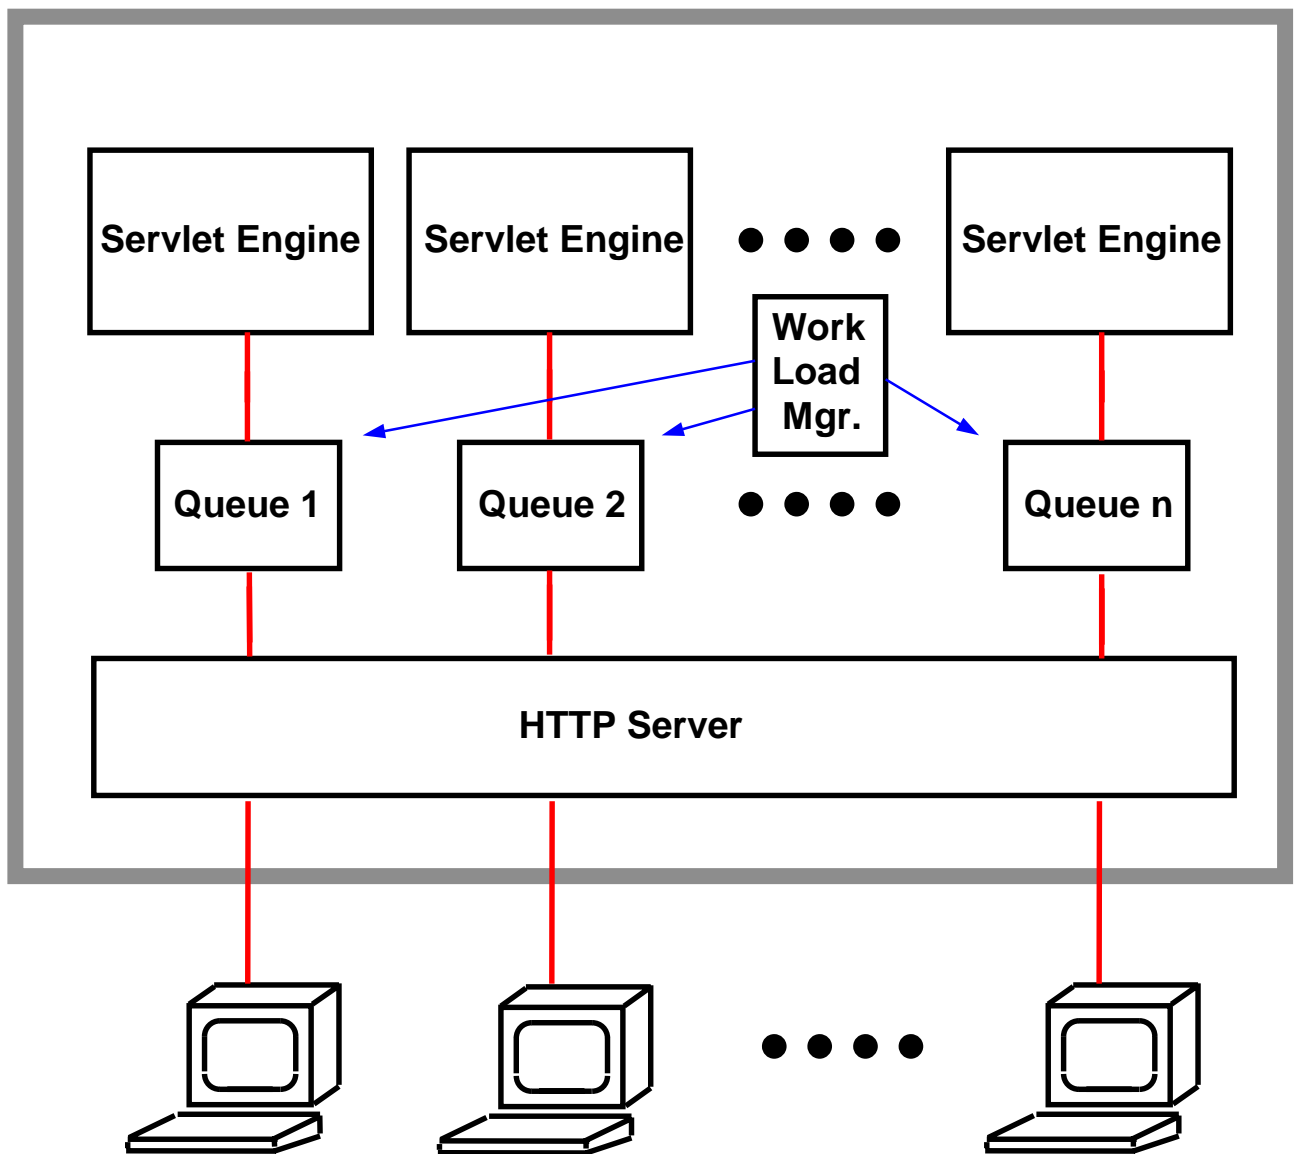 Servlet Engine
Servlet Engine
Servlet Engine
Work
Load
Mgr.
Queue 1
Queue 2
Queue n
HTTP Server